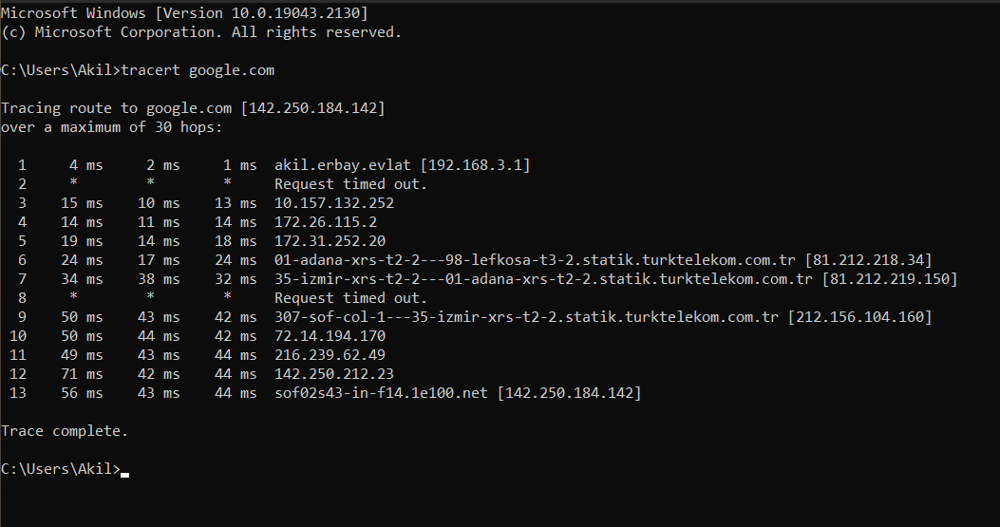 Microsoft Windows [Version 10.0.19043.2130]
(c) Microsoft Corporation. All rights reserved.
C:\Users\Akil>tracert google.com
Tracing route to google.com [142.250.184.142]
over a maximum of 30 hops:
1 4 ms 2 ms 1 ms akil.erbay.evlat [192.168.3.1]
2 * * * Request timed out.
3 15 ms 10 ms 13 ms 10.157.132.252
4 14 ms 11 ms 14 ms 172.26.115.2
5 19 ms 14 ms 18 ms 172.31.252.20
6 24 ms 17 ms 24 ms 01-adana-xrs-t2-2---98-lefkosa-t3-2.statik.turktelekom.com.tr [81.212.218.34]
7 34 ms 38 ms 32 ms 35-izmir-xrs-t2-2---01-adana-xrs-t2-2.statik.turktelekom.com.tr [81.212.219.150]
8 * * * Request timed out.
9 50 ms 43 ms 42 ms 307-sof-col-1---35-izmir-xrs-t2-2.statik.turktelekom.com.tr [212.156.104.160]
10 50 ms 44 ms 42 ms 72.14.194.170
11 49 ms 43 ms 44 ms 216.239.62.49
12 71 ms 42 ms 44 ms 142.250.212.23
13 56 ms 43 ms 44 ms sof02s43-in-f14.1e100.net [142.250.184.142]
Trace complete.
C:\Users\Akil>